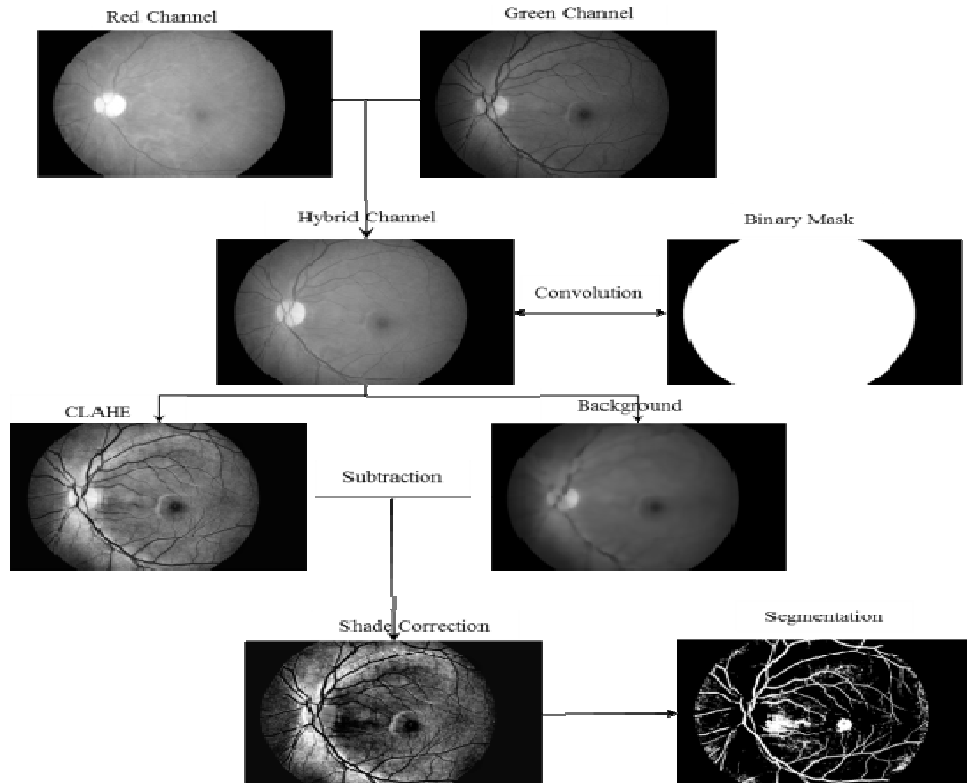 Red Channel
Green Channel
Hybrid Channel
Binary Mask
Convolution
CLAHE
Background
Subtraction
Shade Correction
Segmentation